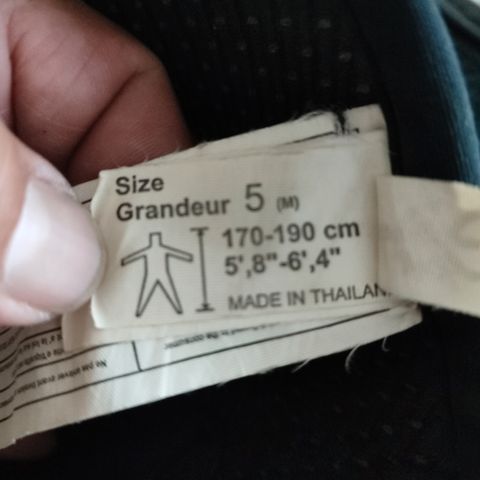 Size
Grandeur 5 (M)
170-190 cm
5',8"-6',4"
MADE IN THAILAN